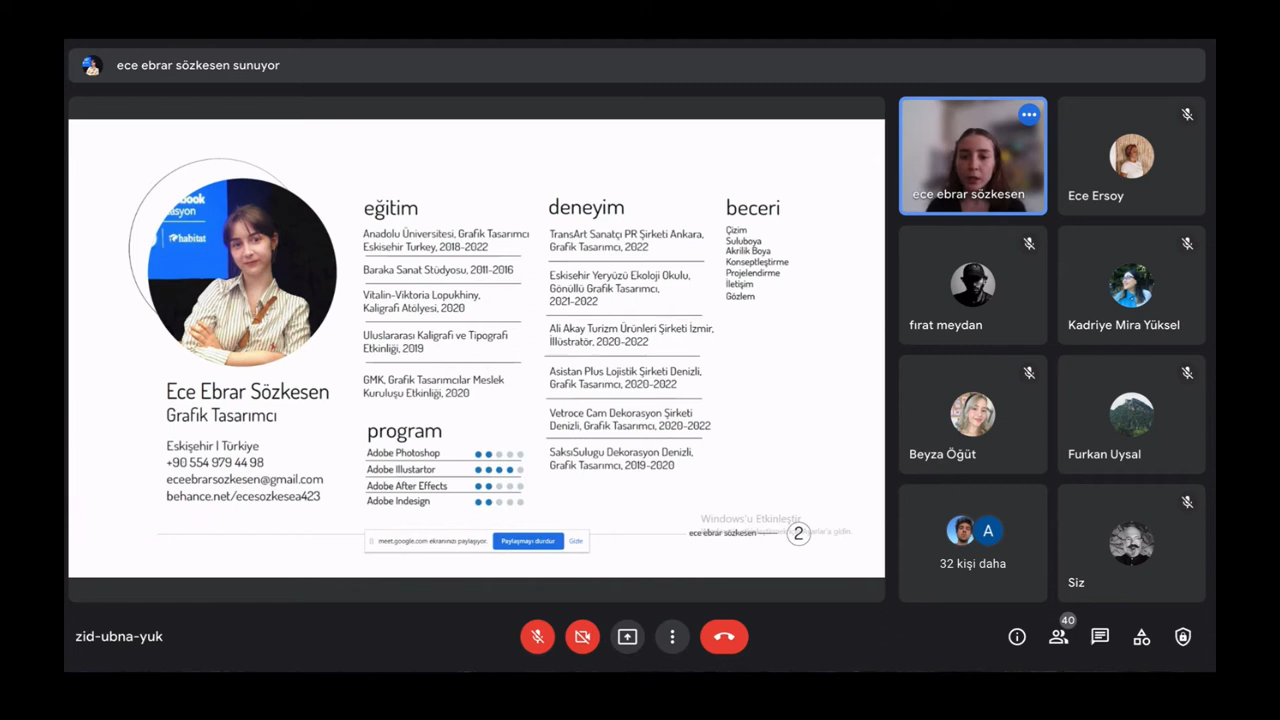 ece ebrar sözkesen sunuyor
book
asyon
habitat
Ece Ebrar Sözkesen
Grafik Tasarımcı
Eskişehir | Türkiye
+90 554 979 44 98
eceebrarsozkesen@gmail.com
behance.net/ecesozkesea423
eğitim
Anadolu Üniversitesi, Grafik Tasarımcı
Eskisehir Turkey, 2018-2022
Baraka Sanat Stüdyosu, 2011-2016
Vitalin-Viktoria Lopukhiny,
Kaligrafi Atölyesi, 2020
Uluslararası Kaligrafi ve Tipografi
Etkinliği, 2019
GMK, Grafik Tasarımcılar Meslek
Kuruluşu Etkinliği, 2020
program
Adobe Photoshop
Adobe Illustartor
Adobe After Effects
Adobe Indesign
deneyim
TransArt Sanatçı PR Şirketi Ankara,
Grafik Tasarımcı, 2022
Eskisehir Yeryüzü Ekoloji Okulu,
Gönüllü Grafik Tasarımcı,
2021-2022
Ali Akay Turizm Ürünleri Şirketi İzmir,
İllüstratör, 2020-2022
Asistan Plus Lojistik Şirketi Denizli,
Grafik Tasarımcı, 2020-2022
Vetroce Cam Dekorasyon Şirketi
Denizli, Grafik Tasarımcı, 2020-2022
SaksıSulugu Dekorasyon Denizli,
Grafik Tasarımcı, 2019-2020
beceri
Çizim
Suluboya
Akrilik Boya
Konseptleştirme
Projelendirme
İletişim
Gözlem
Windows'u Etkinleştir
gidin.
ece ebrar sözkesen
2
meet.google.com ekranınızı paylaşıyor.
Paylaşmayı durdur
Gizle
ece ebrar sözkesen
Ece Ersoy
fırat meydan
Kadriye Mira Yüksel
Beyza Öğüt
Furkan Uysal
A
32 kişi daha
Siz
zid-ubna-yuk
40